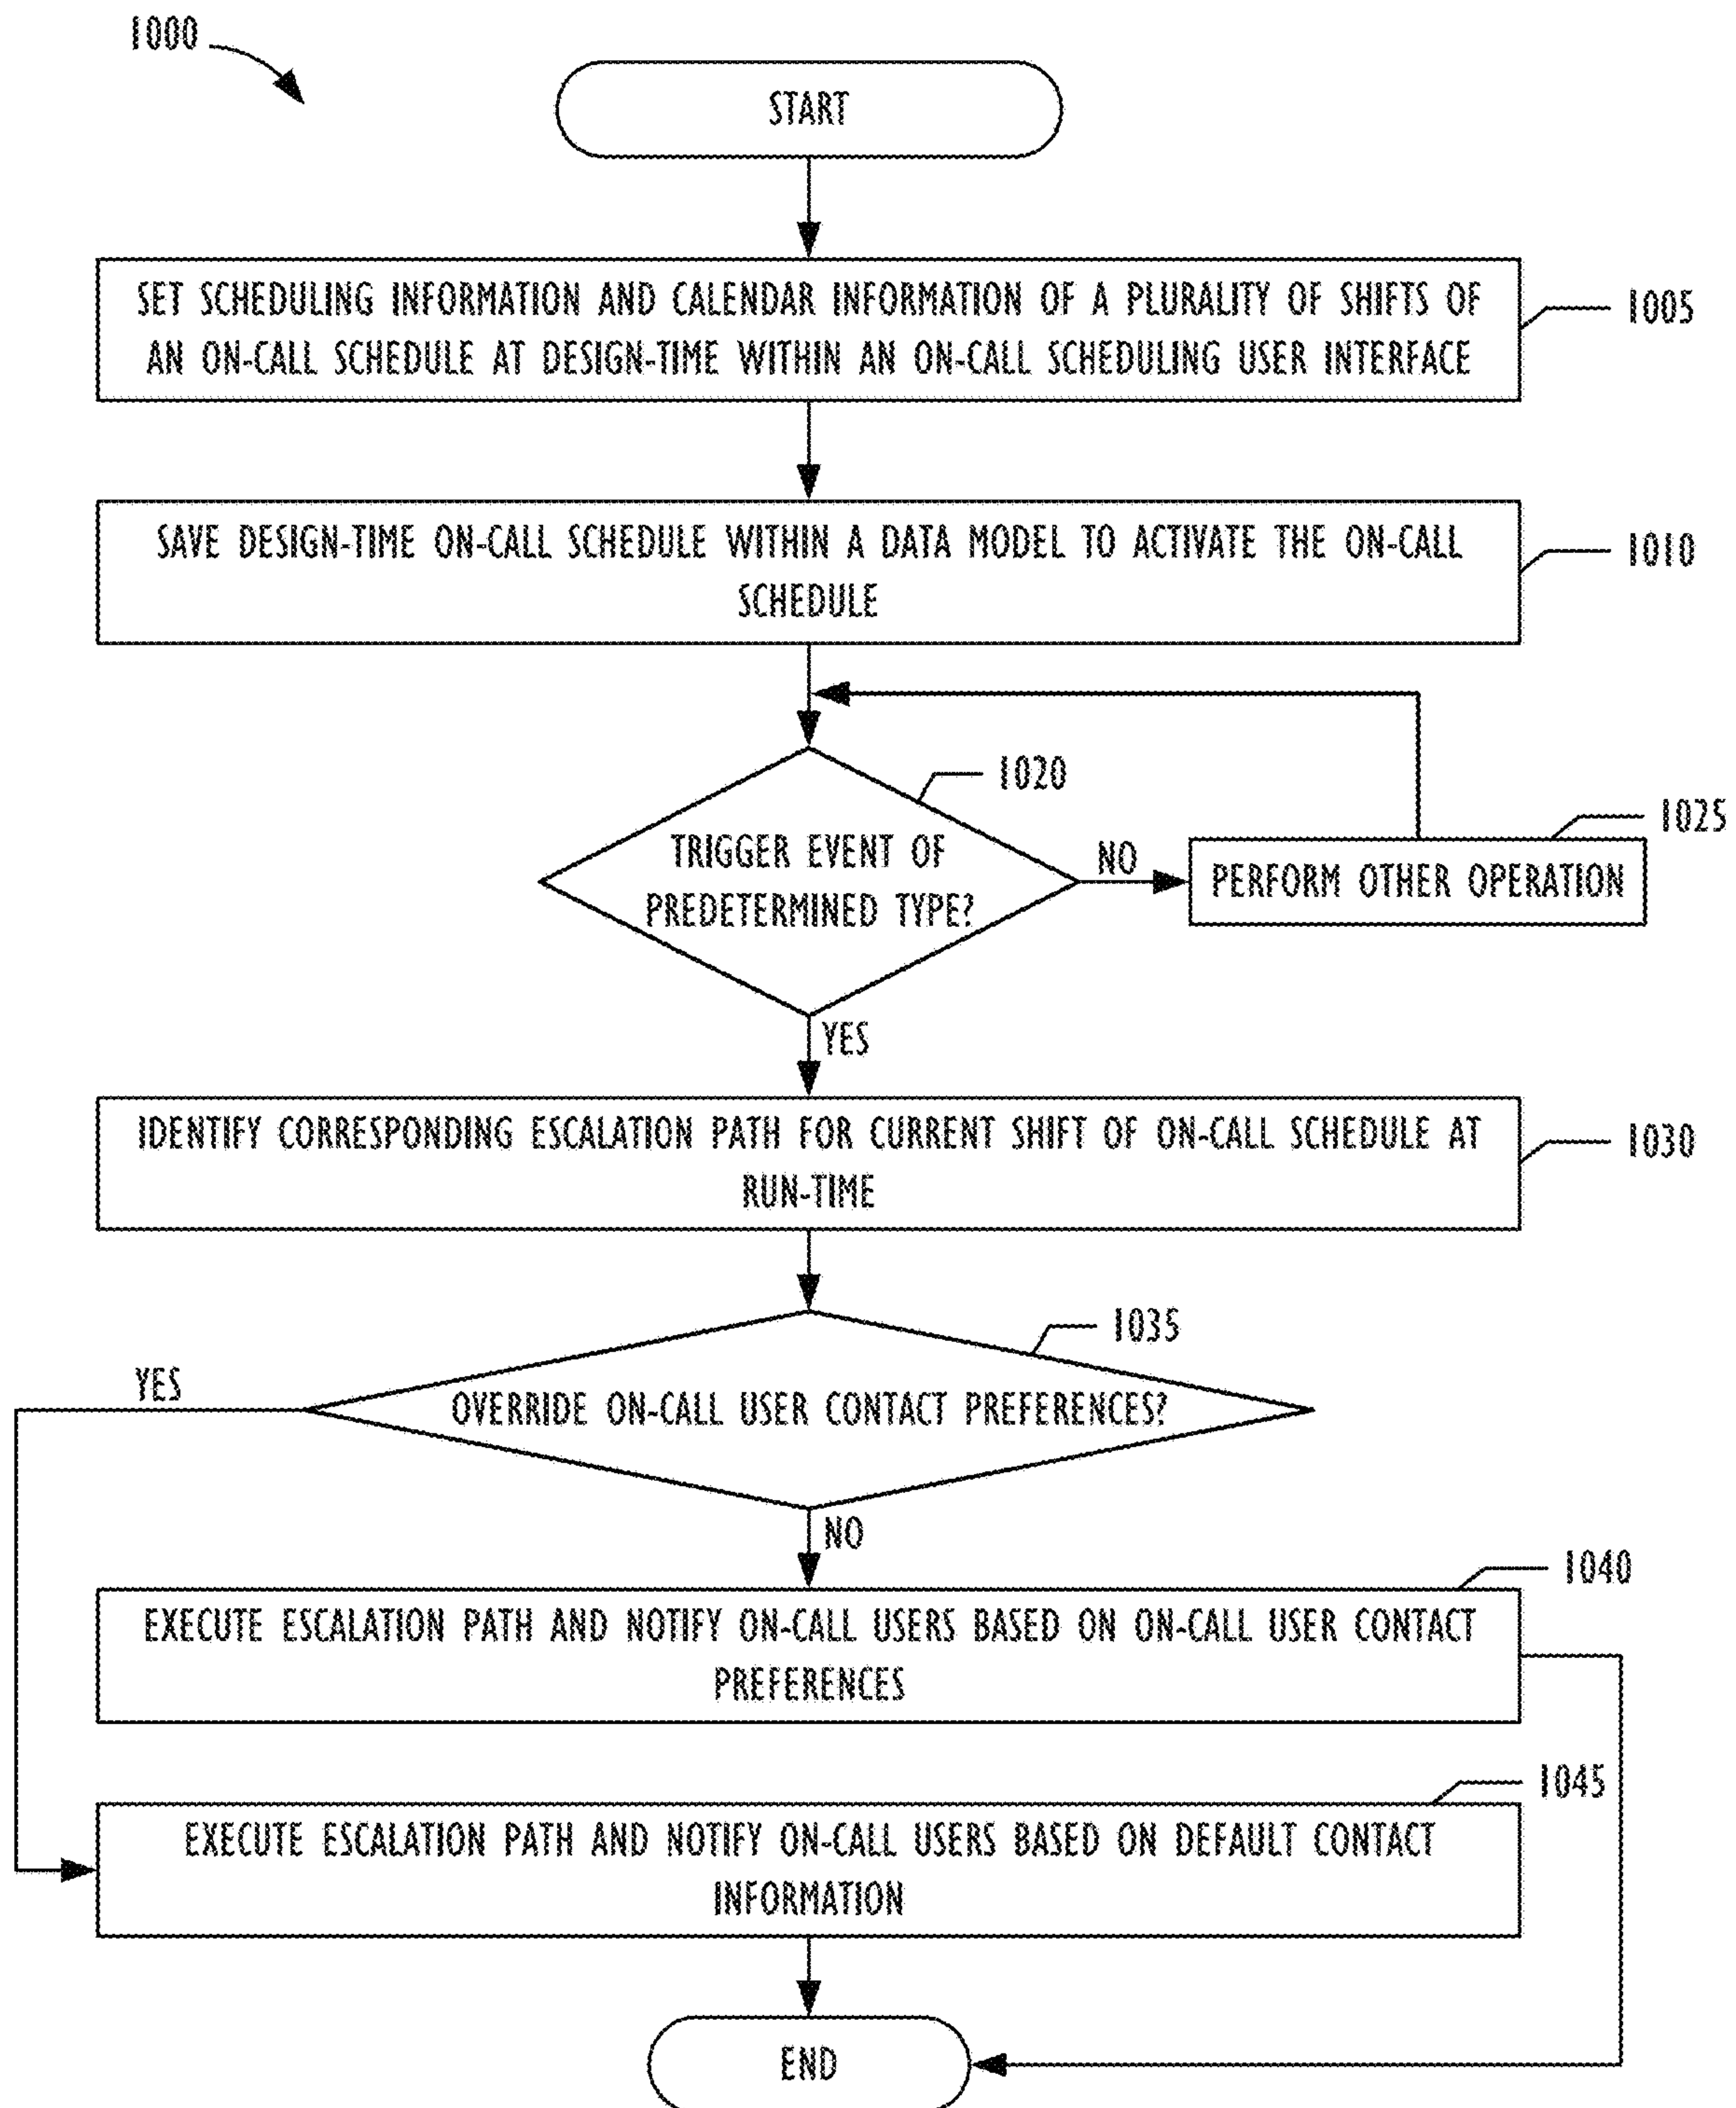 1000
START
SET SCHEDULING INFORMATION AND CALENDAR INFORMATION OF A PLURALITY OF SHIFTS OF
AN ON-CALL SCHEDULE AT DESIGN-TIME WITHIN AN ON-CALL SCHEDULING USER INTERFACE
1005
SAVE DESIGN-TIME ON-CALL SCHEDULE WITHIN A DATA MODEL TO ACTIVATE THE ON-CALL
SCHEDULE
1010
1020
TRIGGER EVENT OF
PREDETERMINED TYPE?
NO
1025
PERFORM OTHER OPERATION
YES
IDENTIFY CORRESPONDING ESCALATION PATH FOR CURRENT SHIFT OF ON-CALL SCHEDULE AT
RUN-TIME
1030
1035
YES
OVERRIDE ON-CALL USER CONTACT PREFERENCES?
NO
1040
EXECUTE ESCALATION PATH AND NOTIFY ON-CALL USERS BASED ON ON-CALL USER CONTACT
PREFERENCES
1045
EXECUTE ESCALATION PATH AND NOTIFY ON-CALL USERS BASED ON DEFAULT CONTACT
INFORMATION
END